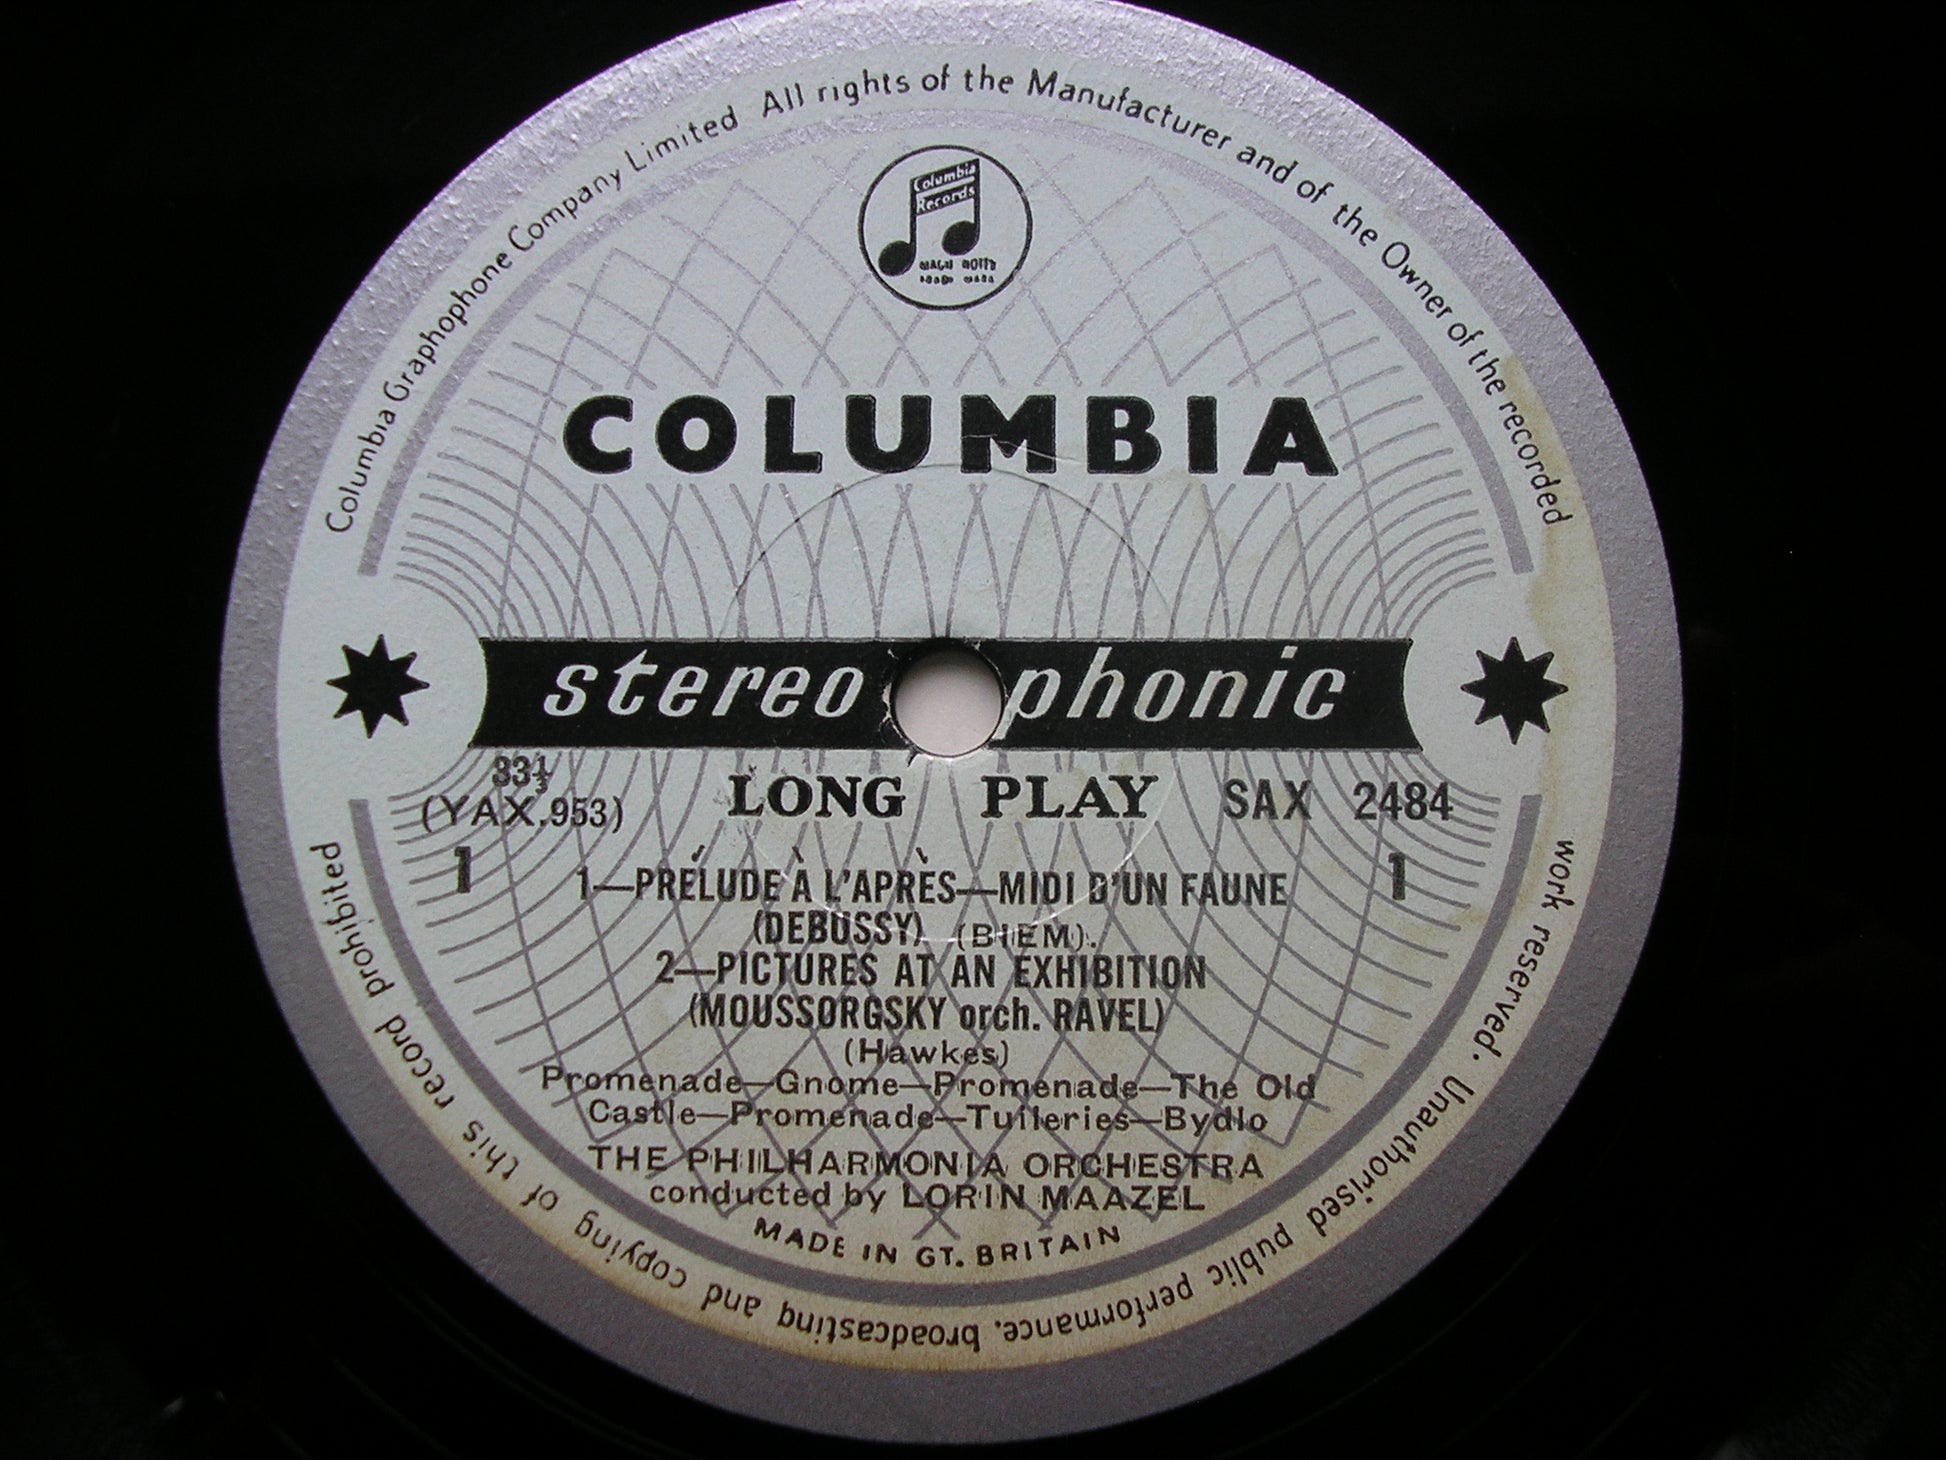 Columbia Graphophone Company Limited All rights of the Manufacturer and of the Owner of the recorded
work reserved. Unauthorised public performance, broadcasting and copying of this record prohibited
Columbia
Records
COLUMBIA
stereophonic
33⅓ LONG PLAY SAX 2484
(YAX.953)
1 1
1—PRÉLUDE À L'APRÈS—MIDI D'UN FAUNE
(DEBUSSY) (BIEM).
2—PICTURES AT AN EXHIBITION
(MOUSSORGSKY orch. RAVEL)
(Hawkes)
Promenade—Gnome—Promenade—The Old
Castle—Promenade—Tuileries—Bydlo
THE PHILHARMONIA ORCHESTRA
conducted by LORIN MAAZEL
MADE IN GT. BRITAIN